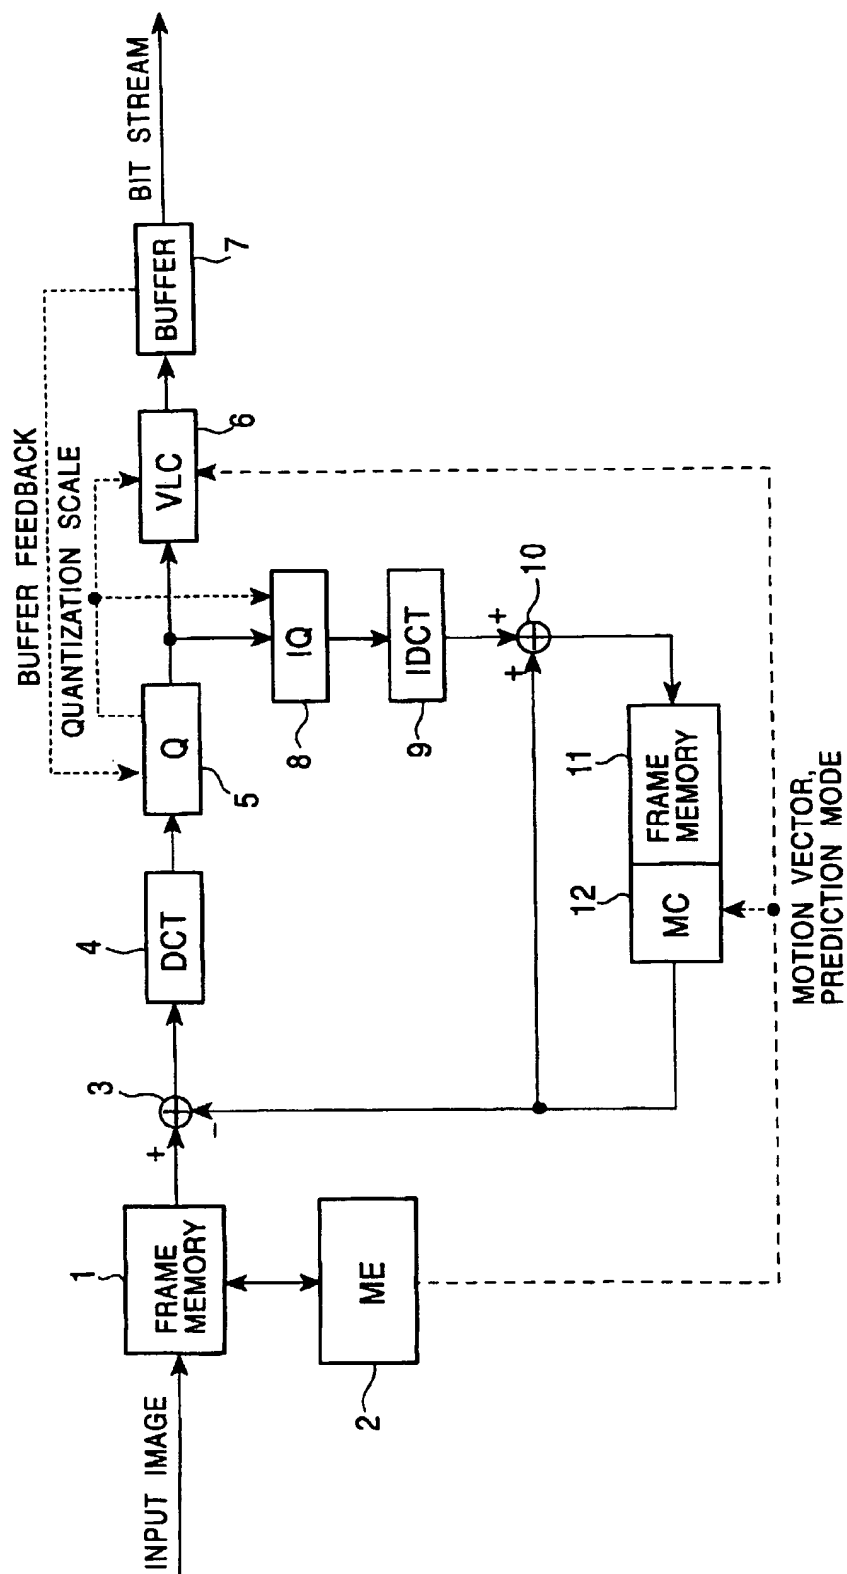 INPUT IMAGE
1
FRAME
MEMORY
ME
2
+
-
3
DCT
4
Q
5
BUFFER FEEDBACK
QUANTIZATION SCALE
VLC
6
BUFFER
7
BIT STREAM
IQ
8
IDCT
9
+
+
10
FRAME
MEMORY
11
MC
12
MOTION VECTOR,
PREDICTION MODE